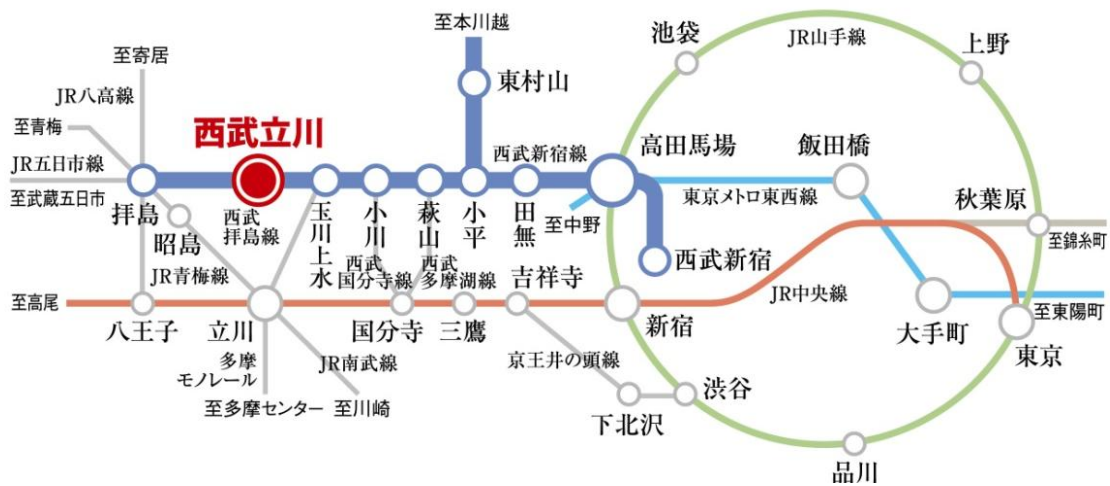 至本川越
池袋
JR山手線
上野
至寄居
東村山
JR八高線
西武立川
至青梅
西武新宿線
高田馬場
飯田橋
JR五日市線
至武蔵五日市
東京メトロ東西線
秋葉原
拝島
昭島
西武
拝島線
玉川上水
小川
萩山
小平
田無
至中野
至錦糸町
西武
国分寺線
西武
多摩湖線
西武新宿
JR青梅線
吉祥寺
JR中央線
至高尾
八王子
立川
国分寺
三鷹
新宿
大手町
至東陽町
東京
多摩
モノレール
JR南武線
京王井の頭線
渋谷
至多摩センター
至川崎
下北沢
品川